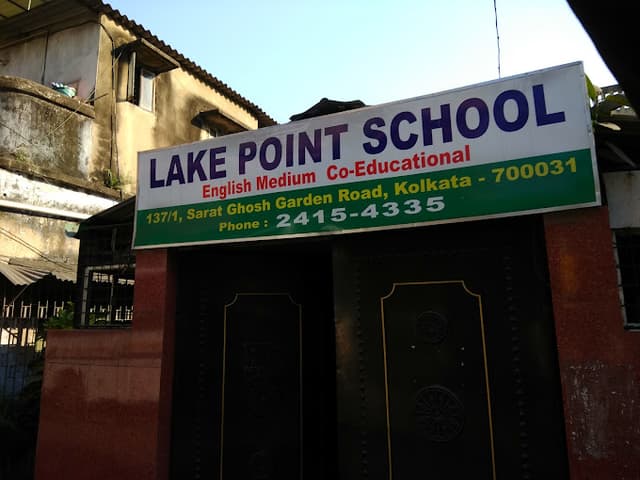 LAKE POINT SCHOOL
English Medium Co-Educational
137/1, Sarat Ghosh Garden Road, Kolkata - 700031
Phone : 2415-4335